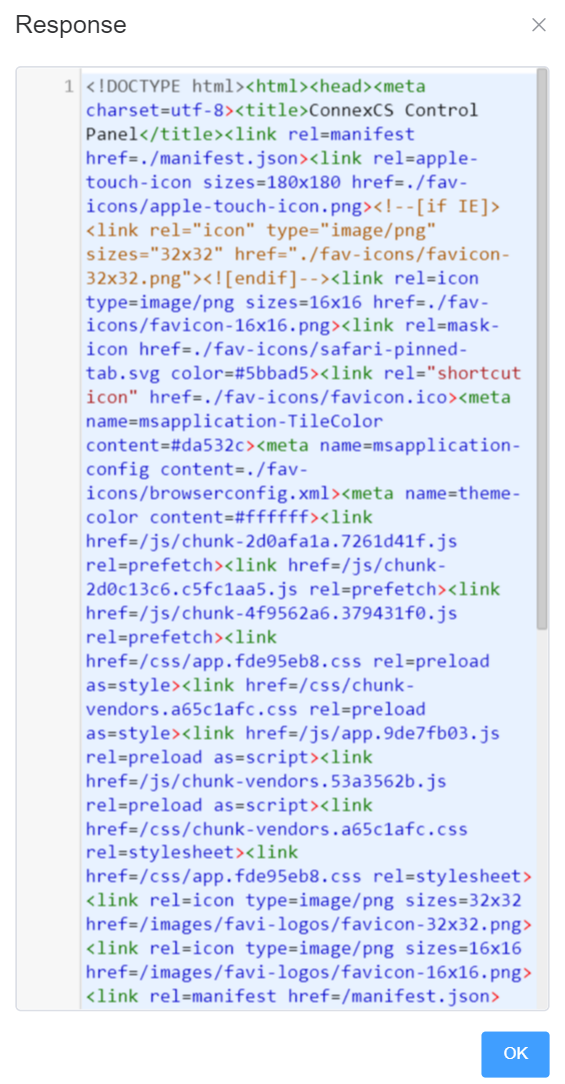 Response
1 <!DOCTYPE html><html><head><meta
charset=utf-8><title>ConnexCS Control
Panel</title><link rel=manifest
href=./manifest.json><link rel=apple-
touch-icon sizes=180x180 href=./fav-
icons/apple-touch-icon.png><!--[if IE]>
<link rel="icon" type="image/png"
sizes="32x32" href="./fav-icons/favicon-
32x32.png"><![endif]--><link rel=icon
type=image/png sizes=16x16 href=./fav-
icons/favicon-16x16.png><link rel=mask-
icon href=./fav-icons/safari-pinned-
tab.svg color=#5bbad5><link rel="shortcut
icon" href=./fav-icons/favicon.ico><meta
name=msapplication-TileColor
content=#da532c><meta name=msapplication-
config content=./fav-
icons/browserconfig.xml><meta name=theme-
color content=#ffffff><link
href=/js/chunk-2d0afa1a.7261d41f.js
rel=prefetch><link href=/js/chunk-
2d0c13c6.c5fc1aa5.js rel=prefetch><link
href=/js/chunk-4f9562a6.379431f0.js
rel=prefetch><link
href=/css/app.fde95eb8.css rel=preload
as=style><link href=/css/chunk-
vendors.a65c1afc.css rel=preload
as=style><link href=/js/app.9de7fb03.js
rel=preload as=script><link
href=/js/chunk-vendors.53a3562b.js
rel=preload as=script><link
href=/css/chunk-vendors.a65c1afc.css
rel=stylesheet><link
href=/css/app.fde95eb8.css rel=stylesheet>
<link rel=icon type=image/png sizes=32x32
href=/images/favi-logos/favicon-32x32.png>
<link rel=icon type=image/png sizes=16x16
href=/images/favi-logos/favicon-16x16.png>
<link rel=manifest href=/manifest.json>
OK